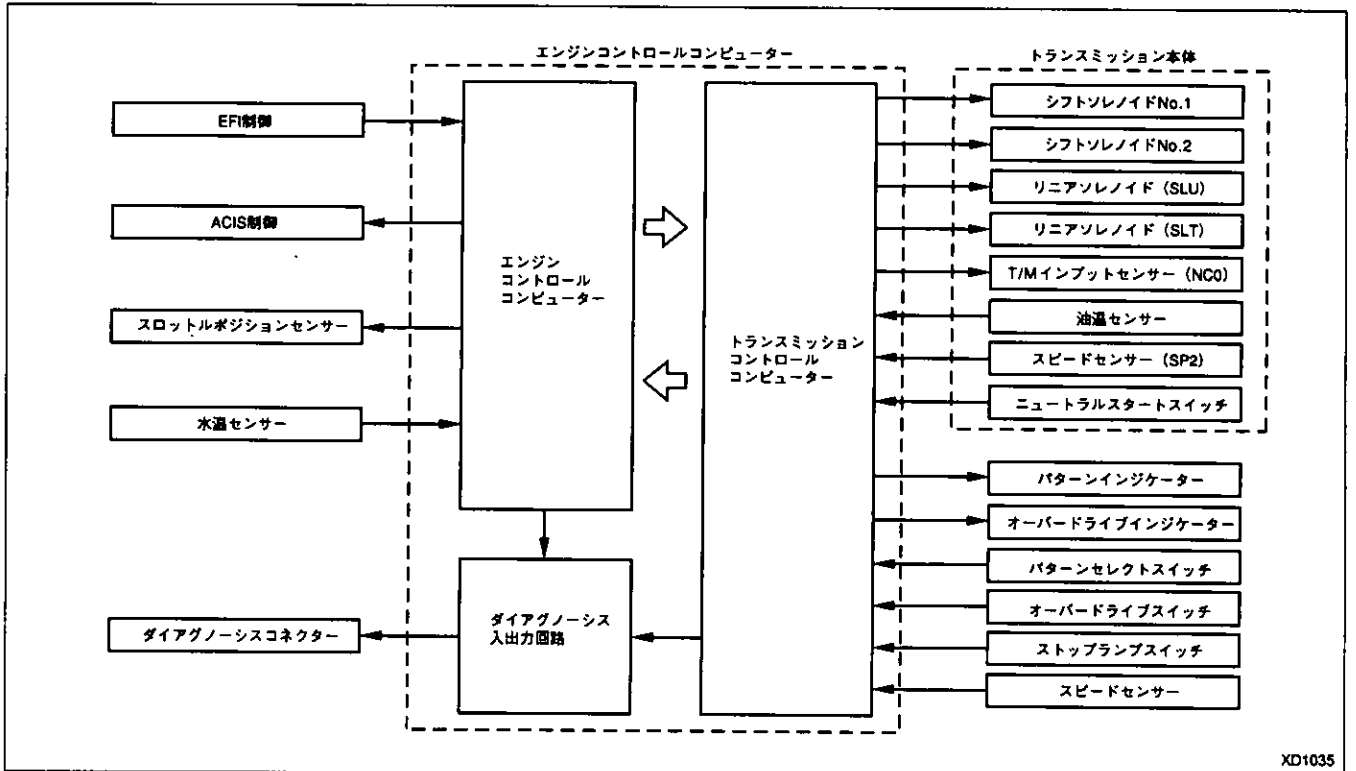 エンジンコントロールコンピューター
トランスミッション本体
EFI制御
ACIS制御
スロットルポジションセンサー
水温センサー
ダイアグノーシスコネクター
エンジン
コントロール
コンピューター
ダイアグノーシス
入出力回路
トランスミッション
コントロール
コンピューター
シフトソレノイドNo.1
シフトソレノイドNo.2
リニアソレノイド（SLU）
リニアソレノイド（SLT）
T/Mインプットセンサー（NC0）
油温センサー
スピードセンサー（SP2）
ニュートラルスタートスイッチ
パターンインジケーター
オーバードライブインジケーター
パターンセレクトスイッチ
オーバードライブスイッチ
ストップランプスイッチ
スピードセンサー
XD1035